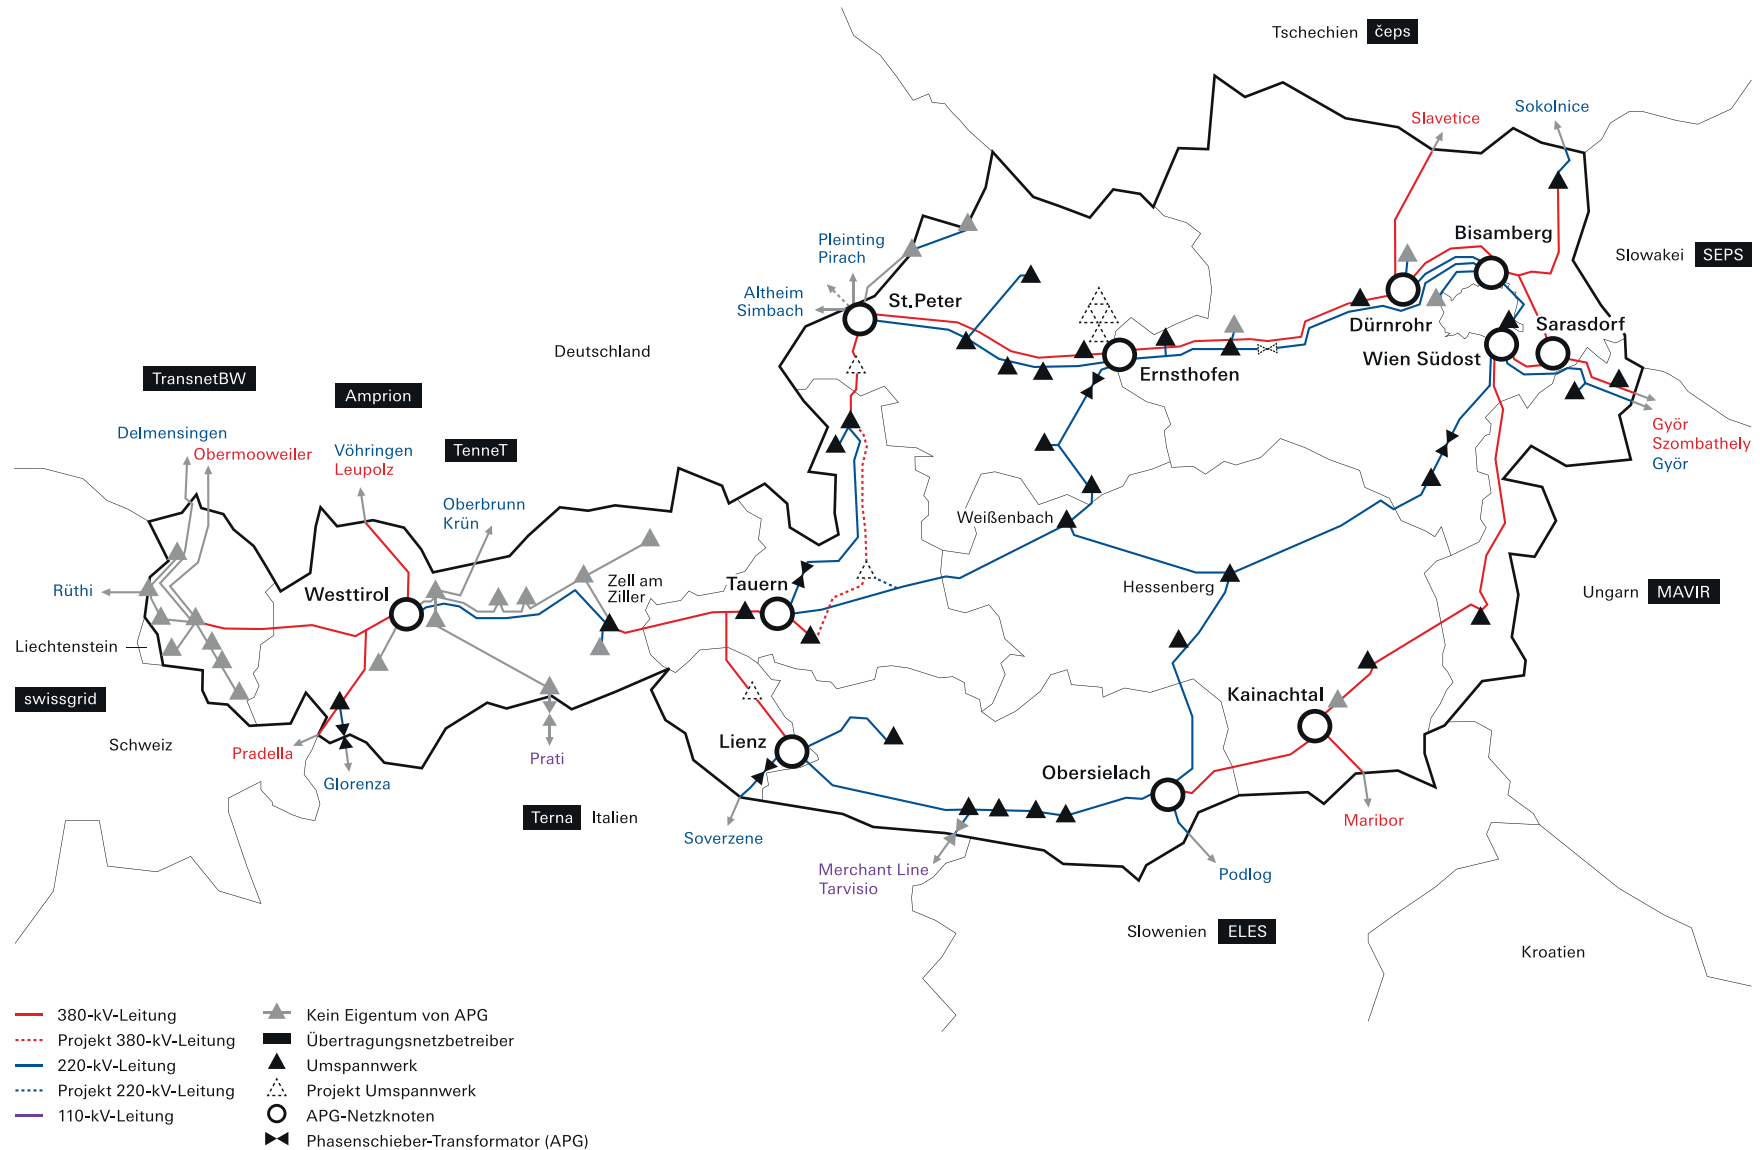 Tschechien čeps
Slavetice
Sokolnice
Bisamberg
Slowakei SEPS
Pleinting
Pirach
Altheim
Simbach
St.Peter
Dürnrohr
Sarasdorf
Wien Südost
Ernsthofen
Deutschland
TransnetBW
Amprion
TenneT
Delmensingen
Obermooweiler
Vöhringen
Leupolz
Oberbrunn
Krün
Györ
Szombathely
Györ
Weißenbach
Hessenberg
Rüthi
Westtirol
Zell am
Ziller
Tauern
Ungarn MAVIR
Liechtenstein
swissgrid
Schweiz
Pradella
Glorenza
Prati
Lienz
Kainachtal
Obersielach
Terna Italien
Soverzene
Merchant Line
Tarvisio
Maribor
Podlog
Slowenien ELES
Kroatien
380-kV-Leitung
Projekt 380-kV-Leitung
220-kV-Leitung
Projekt 220-kV-Leitung
110-kV-Leitung
Kein Eigentum von APG
Übertragungsnetzbetreiber
Umspannwerk
Projekt Umspannwerk
APG-Netzknoten
Phasenschieber-Transformator (APG)